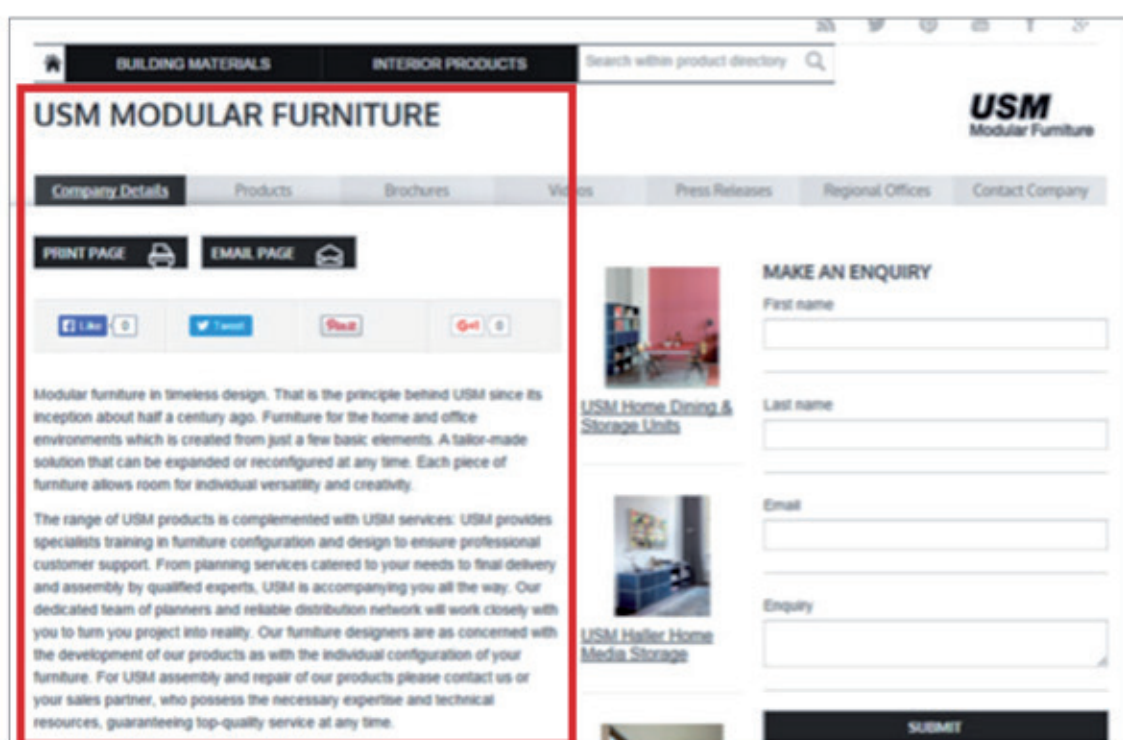 BUILDING MATERIALS
INTERIOR PRODUCTS
Search within product directory
USM MODULAR FURNITURE
USM
Modular Furniture
Company Details
Products
Brochures
Videos
Press Releases
Regional Offices
Contact Company
PRINT PAGE
EMAIL PAGE
Like 0
Tweet
Pin it
G+1 0
Modular furniture in timeless design. That is the principle behind USM since its
inception about half a century ago. Furniture for the home and office
environments which is created from just a few basic elements. A tailor-made
solution that can be expanded or reconfigured at any time. Each piece of
furniture allows room for individual versatility and creativity.
The range of USM products is complemented with USM services: USM provides
specialists training in furniture configuration and design to ensure professional
customer support. From planning services catered to your needs to final delivery
and assembly by qualified experts, USM is accompanying you all the way. Our
dedicated team of planners and reliable distribution network will work closely with
you to turn you project into reality. Our furniture designers are as concerned with
the development of our products as with the individual configuration of your
furniture. For USM assembly and repair of our products please contact us or
your sales partner, who possess the necessary expertise and technical
resources, guaranteeing top-quality service at any time.
USM Home Dining &
Storage Units
USM Haller Home
Media Storage
MAKE AN ENQUIRY
First name
Last name
Email
Enquiry
SUBMIT